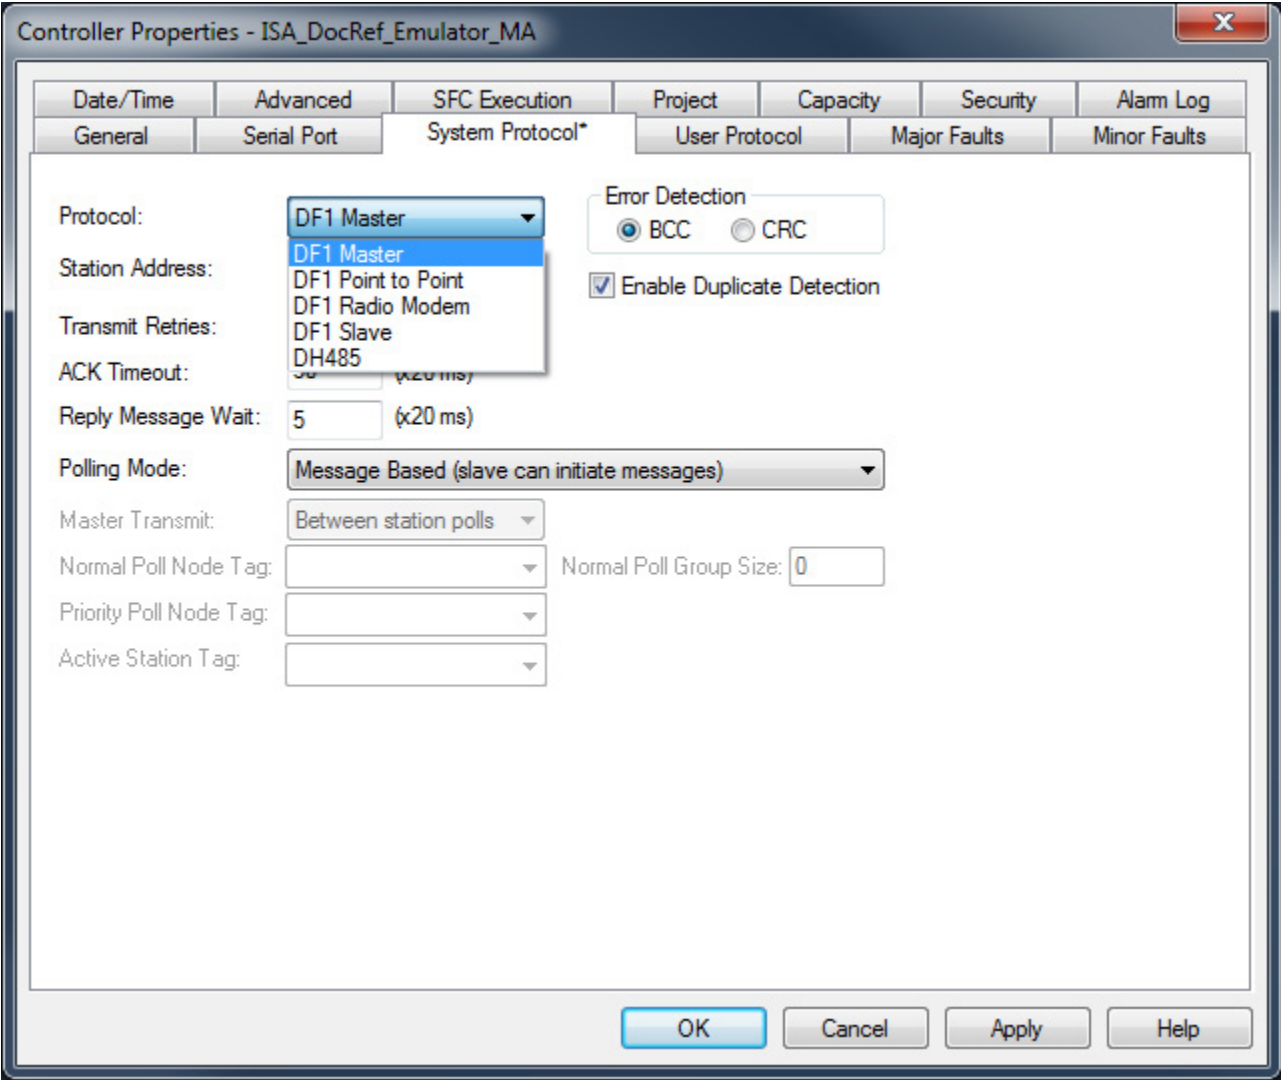 Controller Properties - ISA_DocRef_Emulator_MA
Date/Time Advanced SFC Execution Project Capacity Security Alarm Log
General Serial Port System Protocol* User Protocol Major Faults Minor Faults
Protocol: DF1 Master
Error Detection
BCC CRC
DF1 Master
DF1 Point to Point
DF1 Radio Modem
DF1 Slave
DH485
Station Address:
Enable Duplicate Detection
Transmit Retries:
ACK Timeout: (x20 ms)
Reply Message Wait: 5 (x20 ms)
Polling Mode: Message Based (slave can initiate messages)
Master Transmit: Between station polls
Normal Poll Node Tag: Normal Poll Group Size: 0
Priority Poll Node Tag:
Active Station Tag:
OK Cancel Apply Help